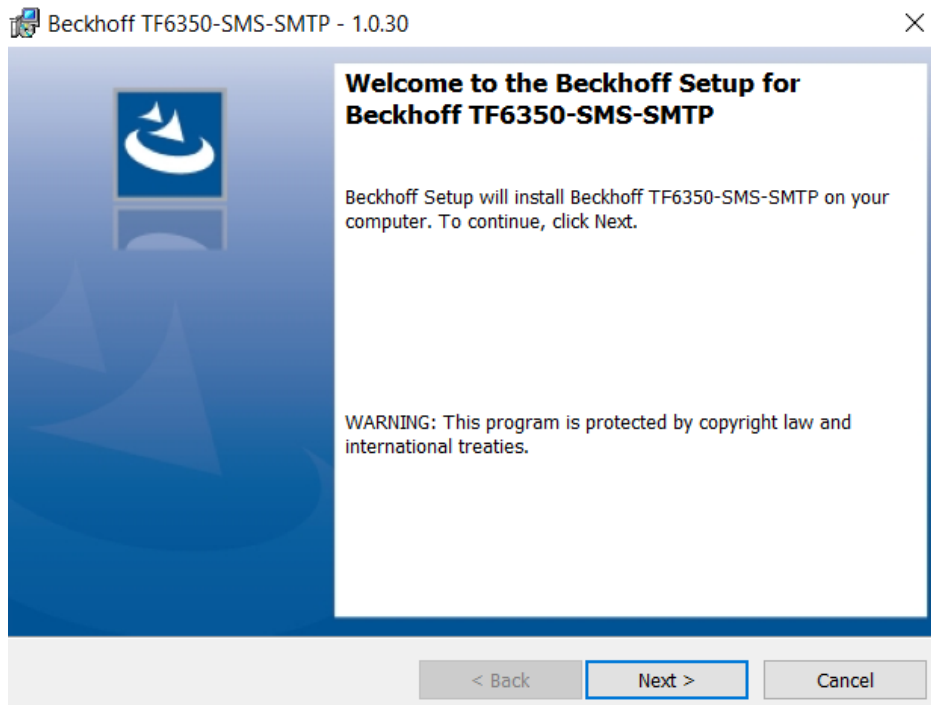 Beckhoff TF6350-SMS-SMTP - 1.0.30
Welcome to the Beckhoff Setup for
Beckhoff TF6350-SMS-SMTP
Beckhoff Setup will install Beckhoff TF6350-SMS-SMTP on your
computer. To continue, click Next.
WARNING: This program is protected by copyright law and
international treaties.
< Back
Next >
Cancel